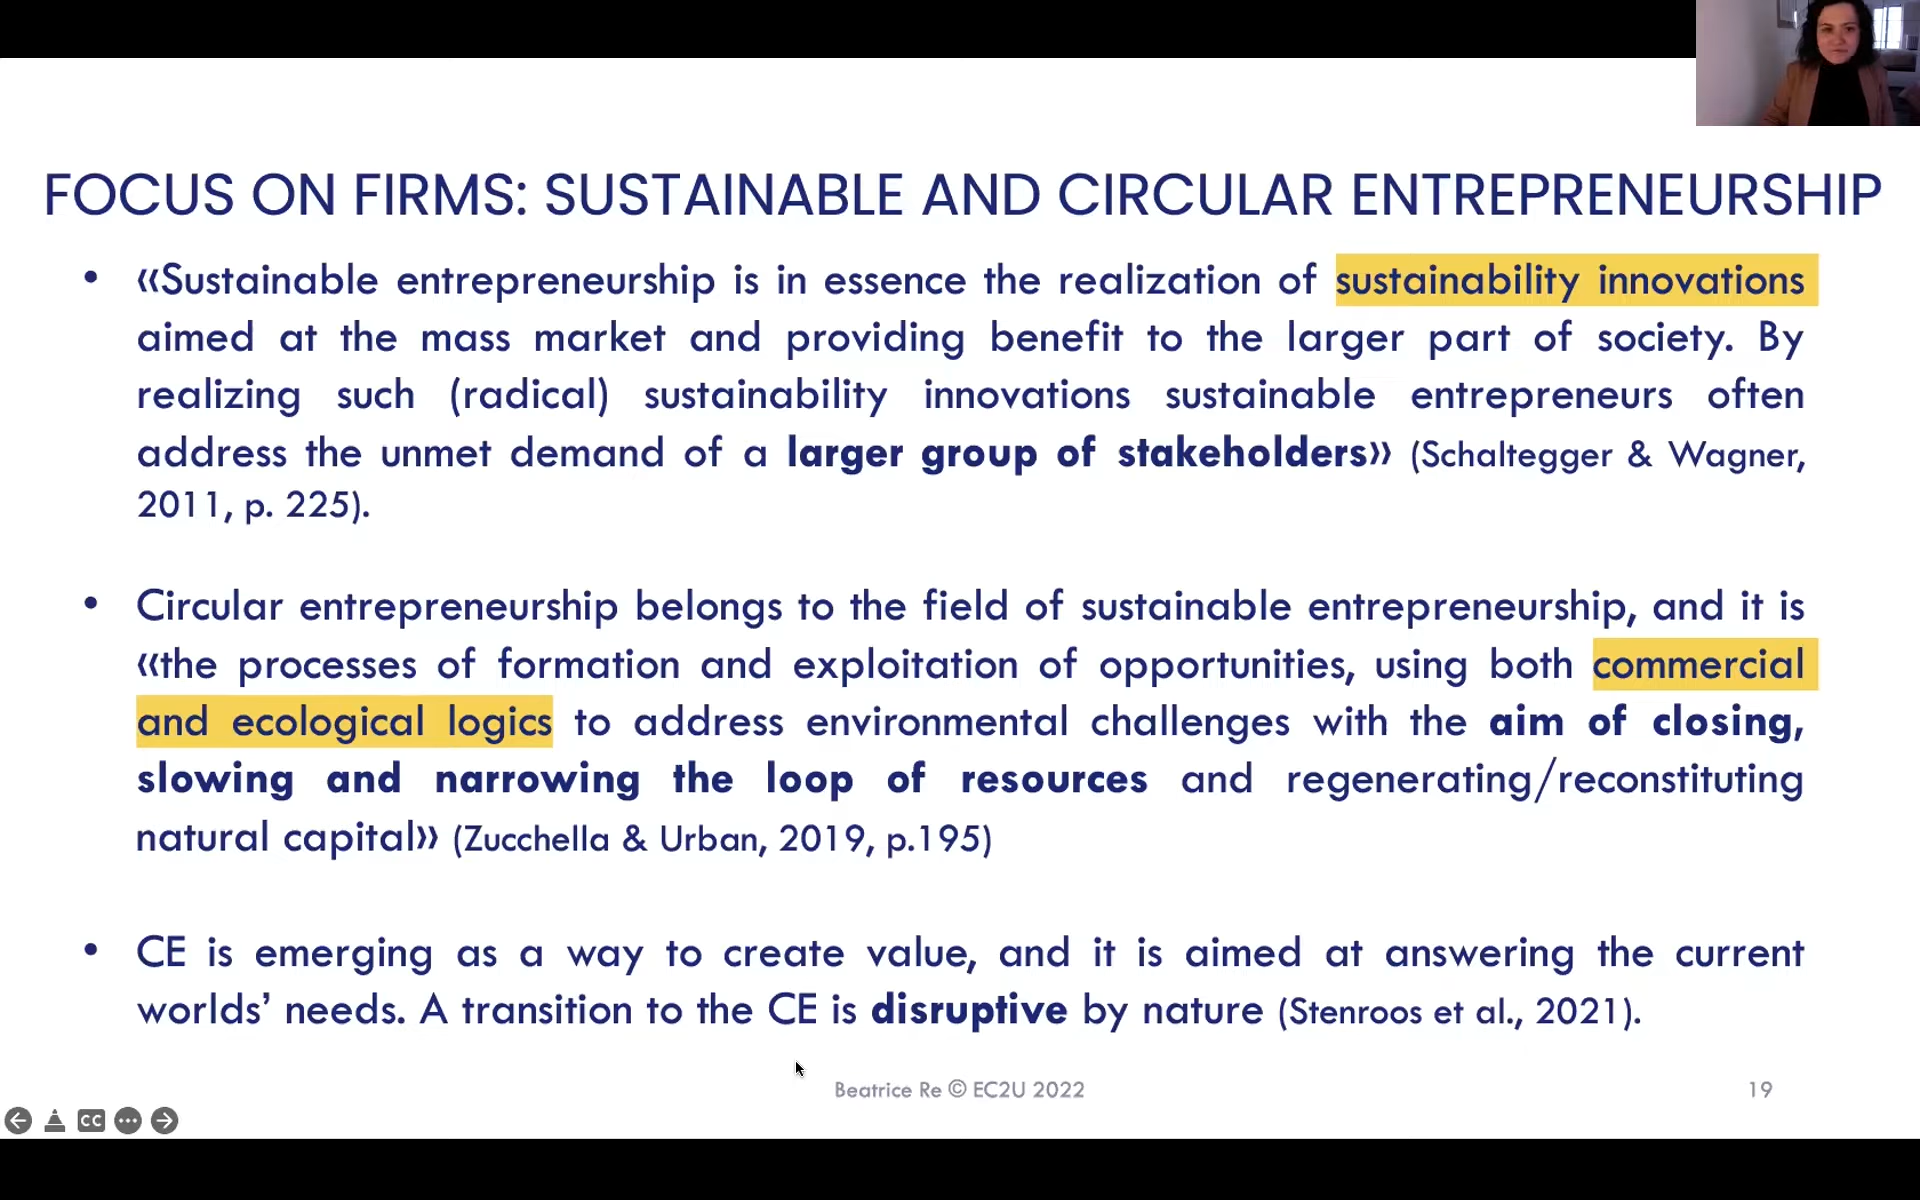 FOCUS ON FIRMS: SUSTAINABLE AND CIRCULAR ENTREPRENEURSHIP
• «Sustainable entrepreneurship is in essence the realization of sustainability innovations
aimed at the mass market and providing benefit to the larger part of society. By
realizing such (radical) sustainability innovations sustainable entrepreneurs often
address the unmet demand of a larger group of stakeholders» (Schaltegger & Wagner,
2011, p. 225).
• Circular entrepreneurship belongs to the field of sustainable entrepreneurship, and it is
«the processes of formation and exploitation of opportunities, using both commercial
and ecological logics to address environmental challenges with the aim of closing,
slowing and narrowing the loop of resources and regenerating/reconstituting
natural capital» (Zucchella & Urban, 2019, p.195)
• CE is emerging as a way to create value, and it is aimed at answering the current
worlds’ needs. A transition to the CE is disruptive by nature (Stenroos et al., 2021).
Beatrice Re © EC2U 2022
19
CC